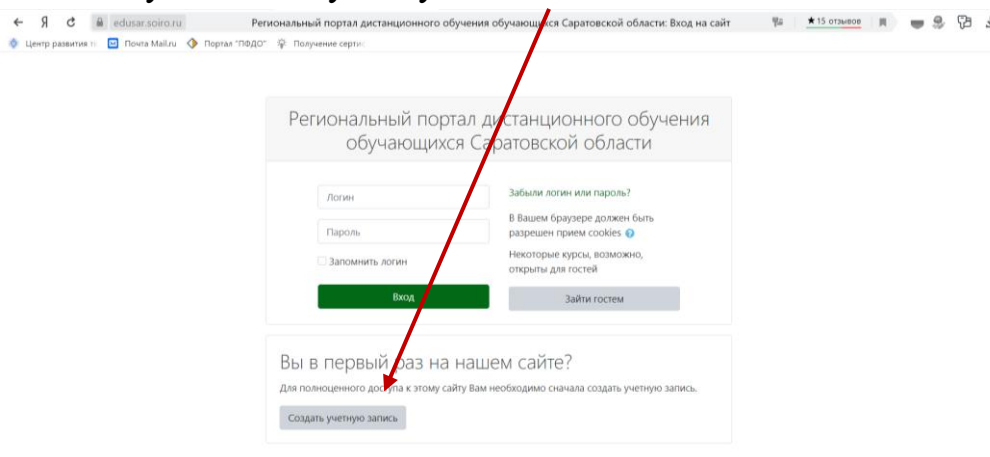 edusar.soiro.ru Региональный портал дистанционного обучения обучающихся Саратовской области: Вход на сайт ★ 15 отзывов
Центр развития Почта Mail.ru Портал "ПФДО" Получение серти
Региональный портал дистанционного обучения
обучающихся Саратовской области
Логин
Пароль
Запомнить логин
Вход
Забыли логин или пароль?
В Вашем браузере должен быть
разрешен прием cookies
Некоторые курсы, возможно,
открыты для гостей
Зайти гостем
Вы в первый раз на нашем сайте?
Для полноценного доступа к этому сайту Вам необходимо сначала создать учетную запись.
Создать учетную запись